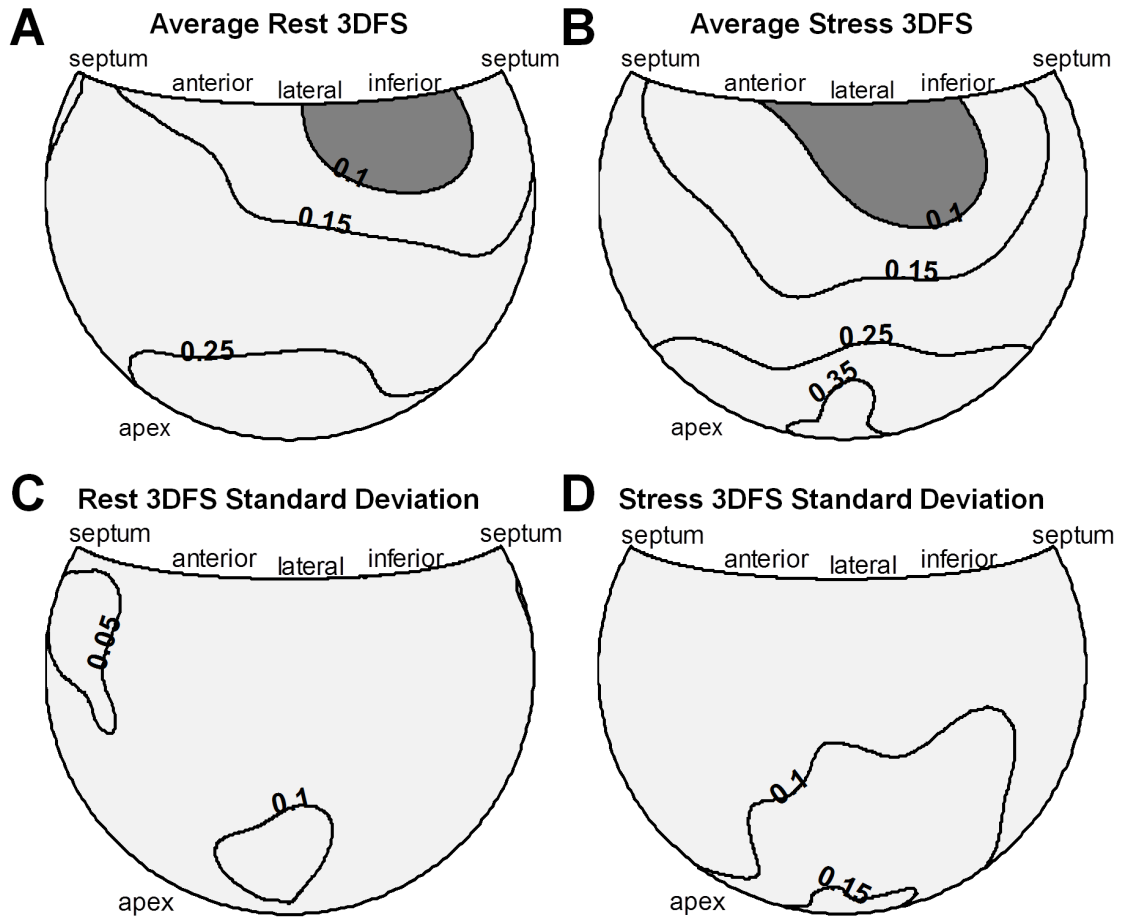 A Average Rest 3DFS
septum septum
anterior lateral inferior
0.1
0.15
0.25
apex
B Average Stress 3DFS
septum septum
anterior lateral inferior
0.1
0.15
0.25
0.35
apex
C Rest 3DFS Standard Deviation
septum septum
anterior lateral inferior
0.05
0.1
apex
D Stress 3DFS Standard Deviation
septum septum
anterior lateral inferior
0.1
0.15
apex